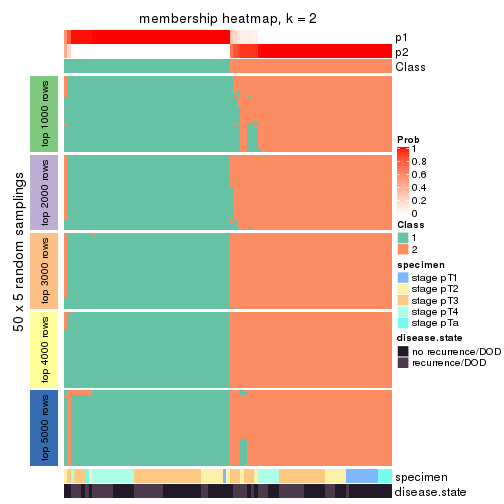 membership heatmap, k = 2
p1
p2
Class
50 x 5 random samplings
top 1000 rows
top 2000 rows
top 3000 rows
top 4000 rows
top 5000 rows
specimen
disease.state
Prob
1
0.8
0.6
0.4
0.2
0
Class
1
2
specimen
stage pT1
stage pT2
stage pT3
stage pT4
stage pTa
disease.state
no recurrence/DOD
recurrence/DOD